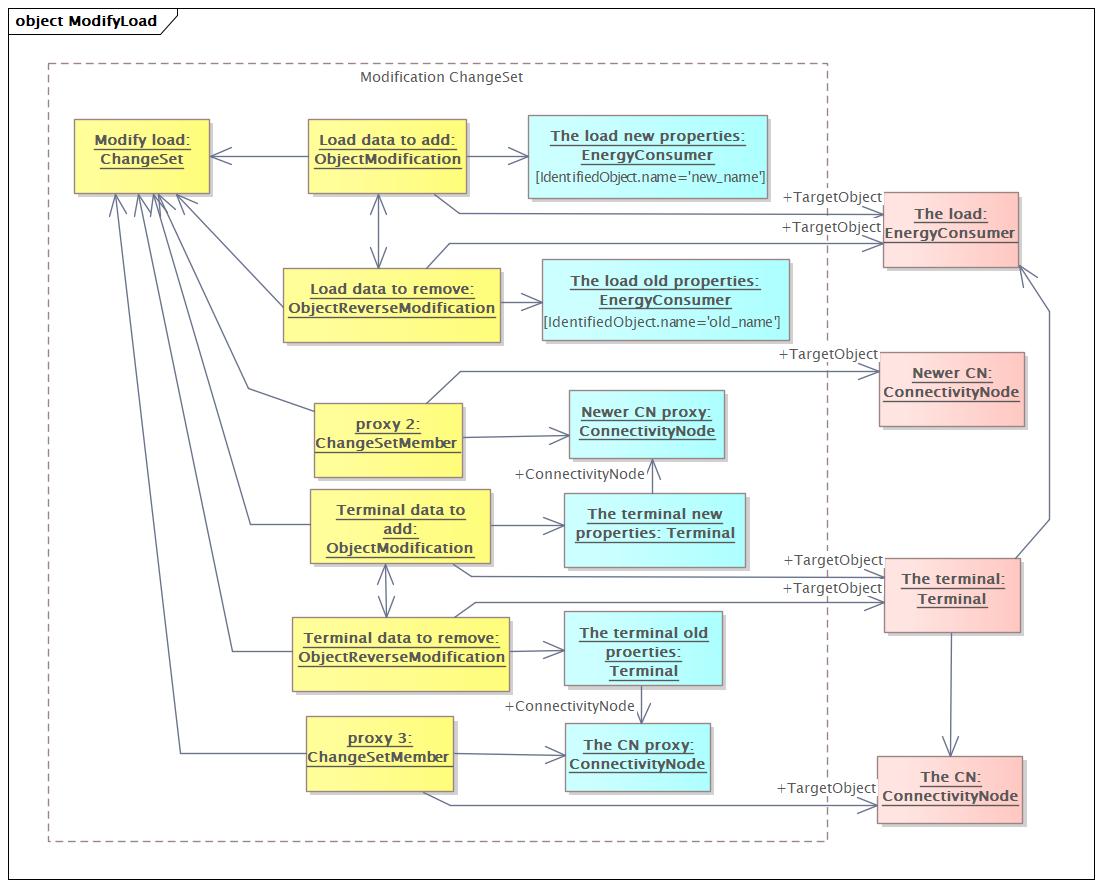 object ModifyLoad
Modification ChangeSet
Modify load:
ChangeSet
Load data to add:
ObjectModification
The load new properties:
EnergyConsumer
[IdentifiedObject.name='new_name']
+TargetObject
The load:
EnergyConsumer
+TargetObject
Load data to remove:
ObjectReverseModification
The load old properties:
EnergyConsumer
[IdentifiedObject.name='old_name']
+TargetObject
Newer CN:
ConnectivityNode
proxy 2:
ChangeSetMember
Newer CN proxy:
ConnectivityNode
+ConnectivityNode
Terminal data to
add:
ObjectModification
The terminal new
properties: Terminal
+TargetObject
The terminal:
Terminal
+TargetObject
Terminal data to remove:
ObjectReverseModification
The terminal old
proerties:
Terminal
+ConnectivityNode
proxy 3:
ChangeSetMember
The CN proxy:
ConnectivityNode
+TargetObject
The CN:
ConnectivityNode